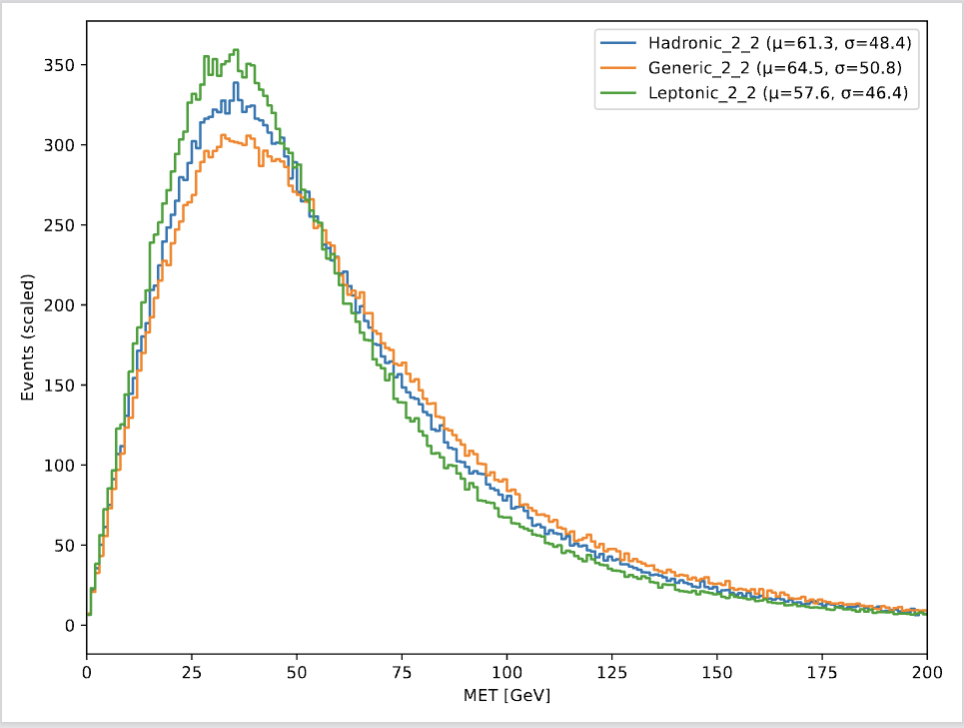 Hadronic_2_2 (μ=61.3, σ=48.4)
Generic_2_2 (μ=64.5, σ=50.8)
Leptonic_2_2 (μ=57.6, σ=46.4)
350
300
250
200
150
100
50
0
Events (scaled)
0 25 50 75 100 125 150 175 200
MET [GeV]